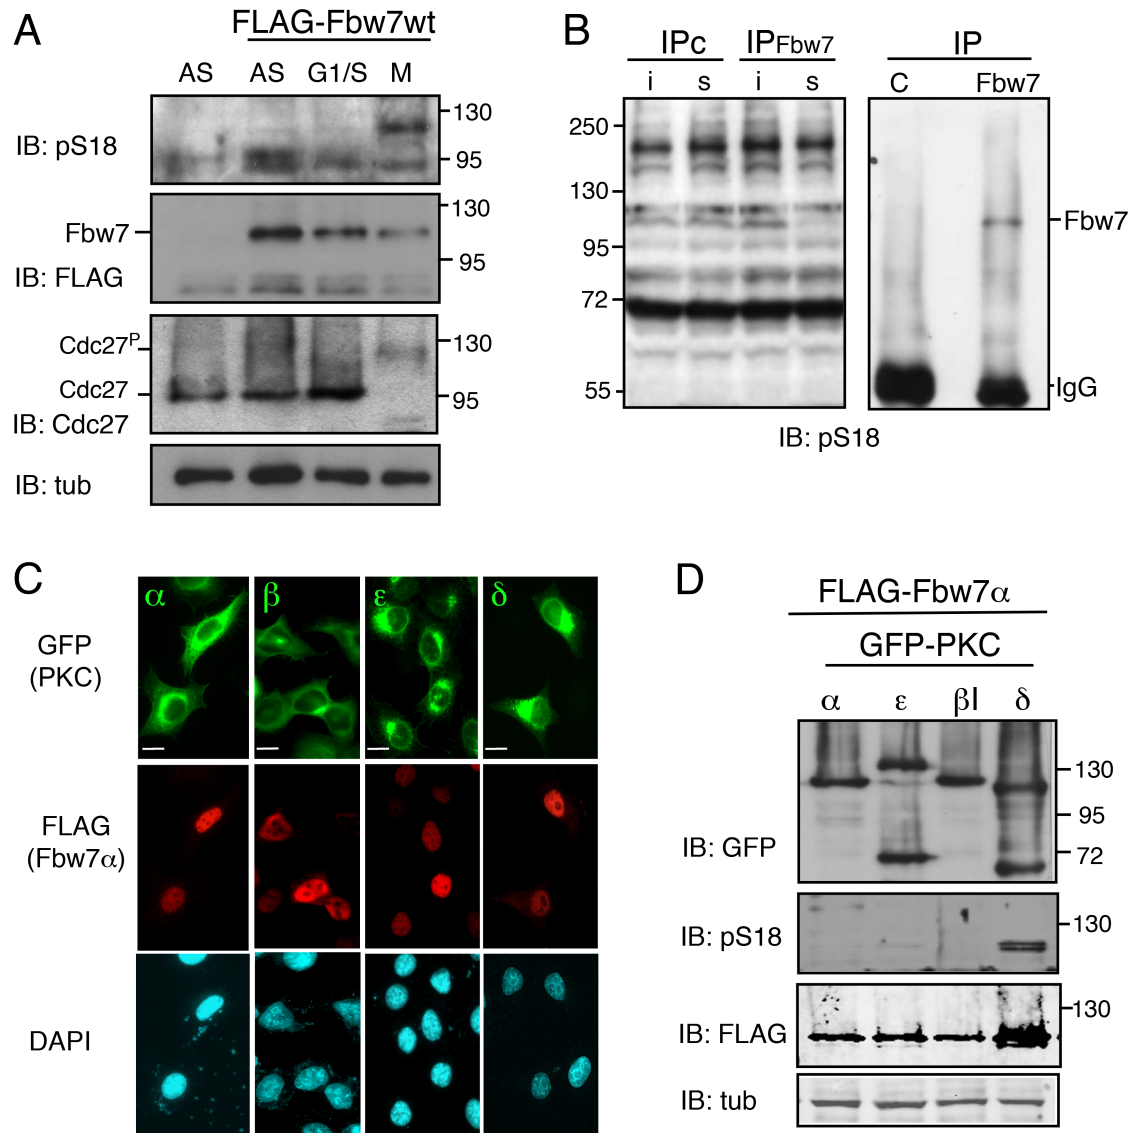 A
FLAG-Fbw7wt
AS AS G1/S M
IB: pS18
130
95
Fbw7
IB: FLAG
130
95
Cdc27P
Cdc27
IB: Cdc27
130
95
IB: tub
B
IPc IPFbw7
i s i s
250
130
95
72
55
IP
C Fbw7
Fbw7
IgG
IB: pS18
C
α β ε δ
GFP
(PKC)
FLAG
(Fbw7α)
DAPI
D
FLAG-Fbw7α
GFP-PKC
α ε βI δ
130
95
72
IB: GFP
IB: pS18
130
IB: FLAG
130
IB: tub